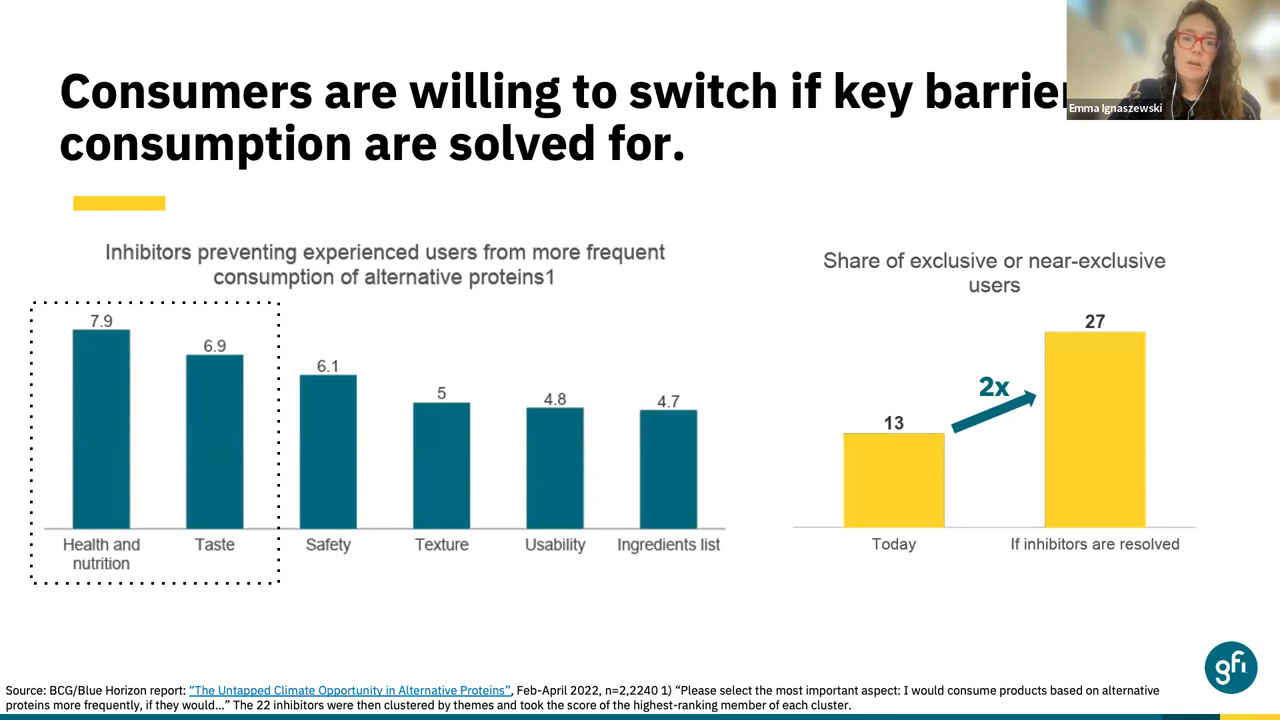 Consumers are willing to switch if key barrier
consumption are solved for.
Emma Ignaszewski
Inhibitors preventing experienced users from more frequent
consumption of alternative proteins1
7.9
6.9
6.1
5
4.8
4.7
Health and
nutrition
Taste
Safety
Texture
Usability
Ingredients list
Share of exclusive or near-exclusive
users
13
2x
27
Today
If inhibitors are resolved
gfi
Source: BCG/Blue Horizon report: “The Untapped Climate Opportunity in Alternative Proteins”, Feb-April 2022, n=2,2240 1) “Please select the most important aspect: I would consume products based on alternative
proteins more frequently, if they would...” The 22 inhibitors were then clustered by themes and took the score of the highest-ranking member of each cluster.